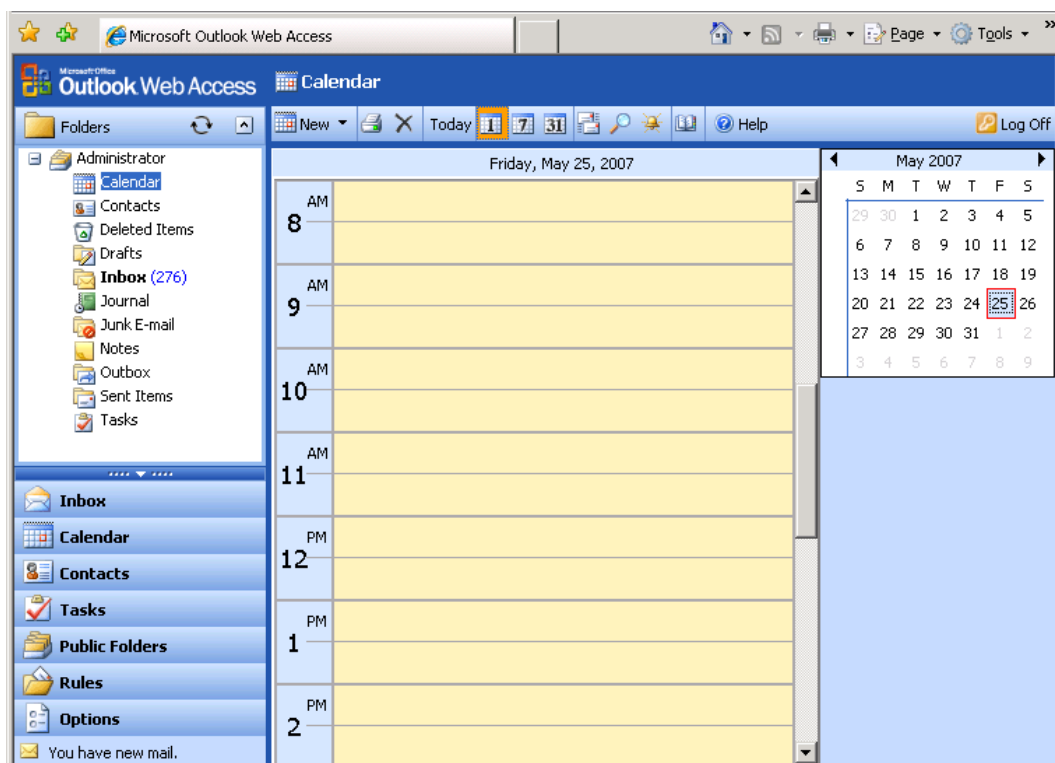 Microsoft Outlook Web Access
Page
Tools
»
Microsoft Office
Outlook Web Access
Calendar
Folders
New
Today
1
7
31
Help
Log Off
Administrator
Calendar
Contacts
Deleted Items
Drafts
Inbox (276)
Journal
Junk E-mail
Notes
Outbox
Sent Items
Tasks
Inbox
Calendar
Contacts
Tasks
Public Folders
Rules
Options
You have new mail.
Friday, May 25, 2007
8 AM
9 AM
10 AM
11 AM
12 PM
1 PM
2 PM
May 2007
S M T W T F S
29 30 1 2 3 4 5
6 7 8 9 10 11 12
13 14 15 16 17 18 19
20 21 22 23 24 25 26
27 28 29 30 31 1 2
3 4 5 6 7 8 9